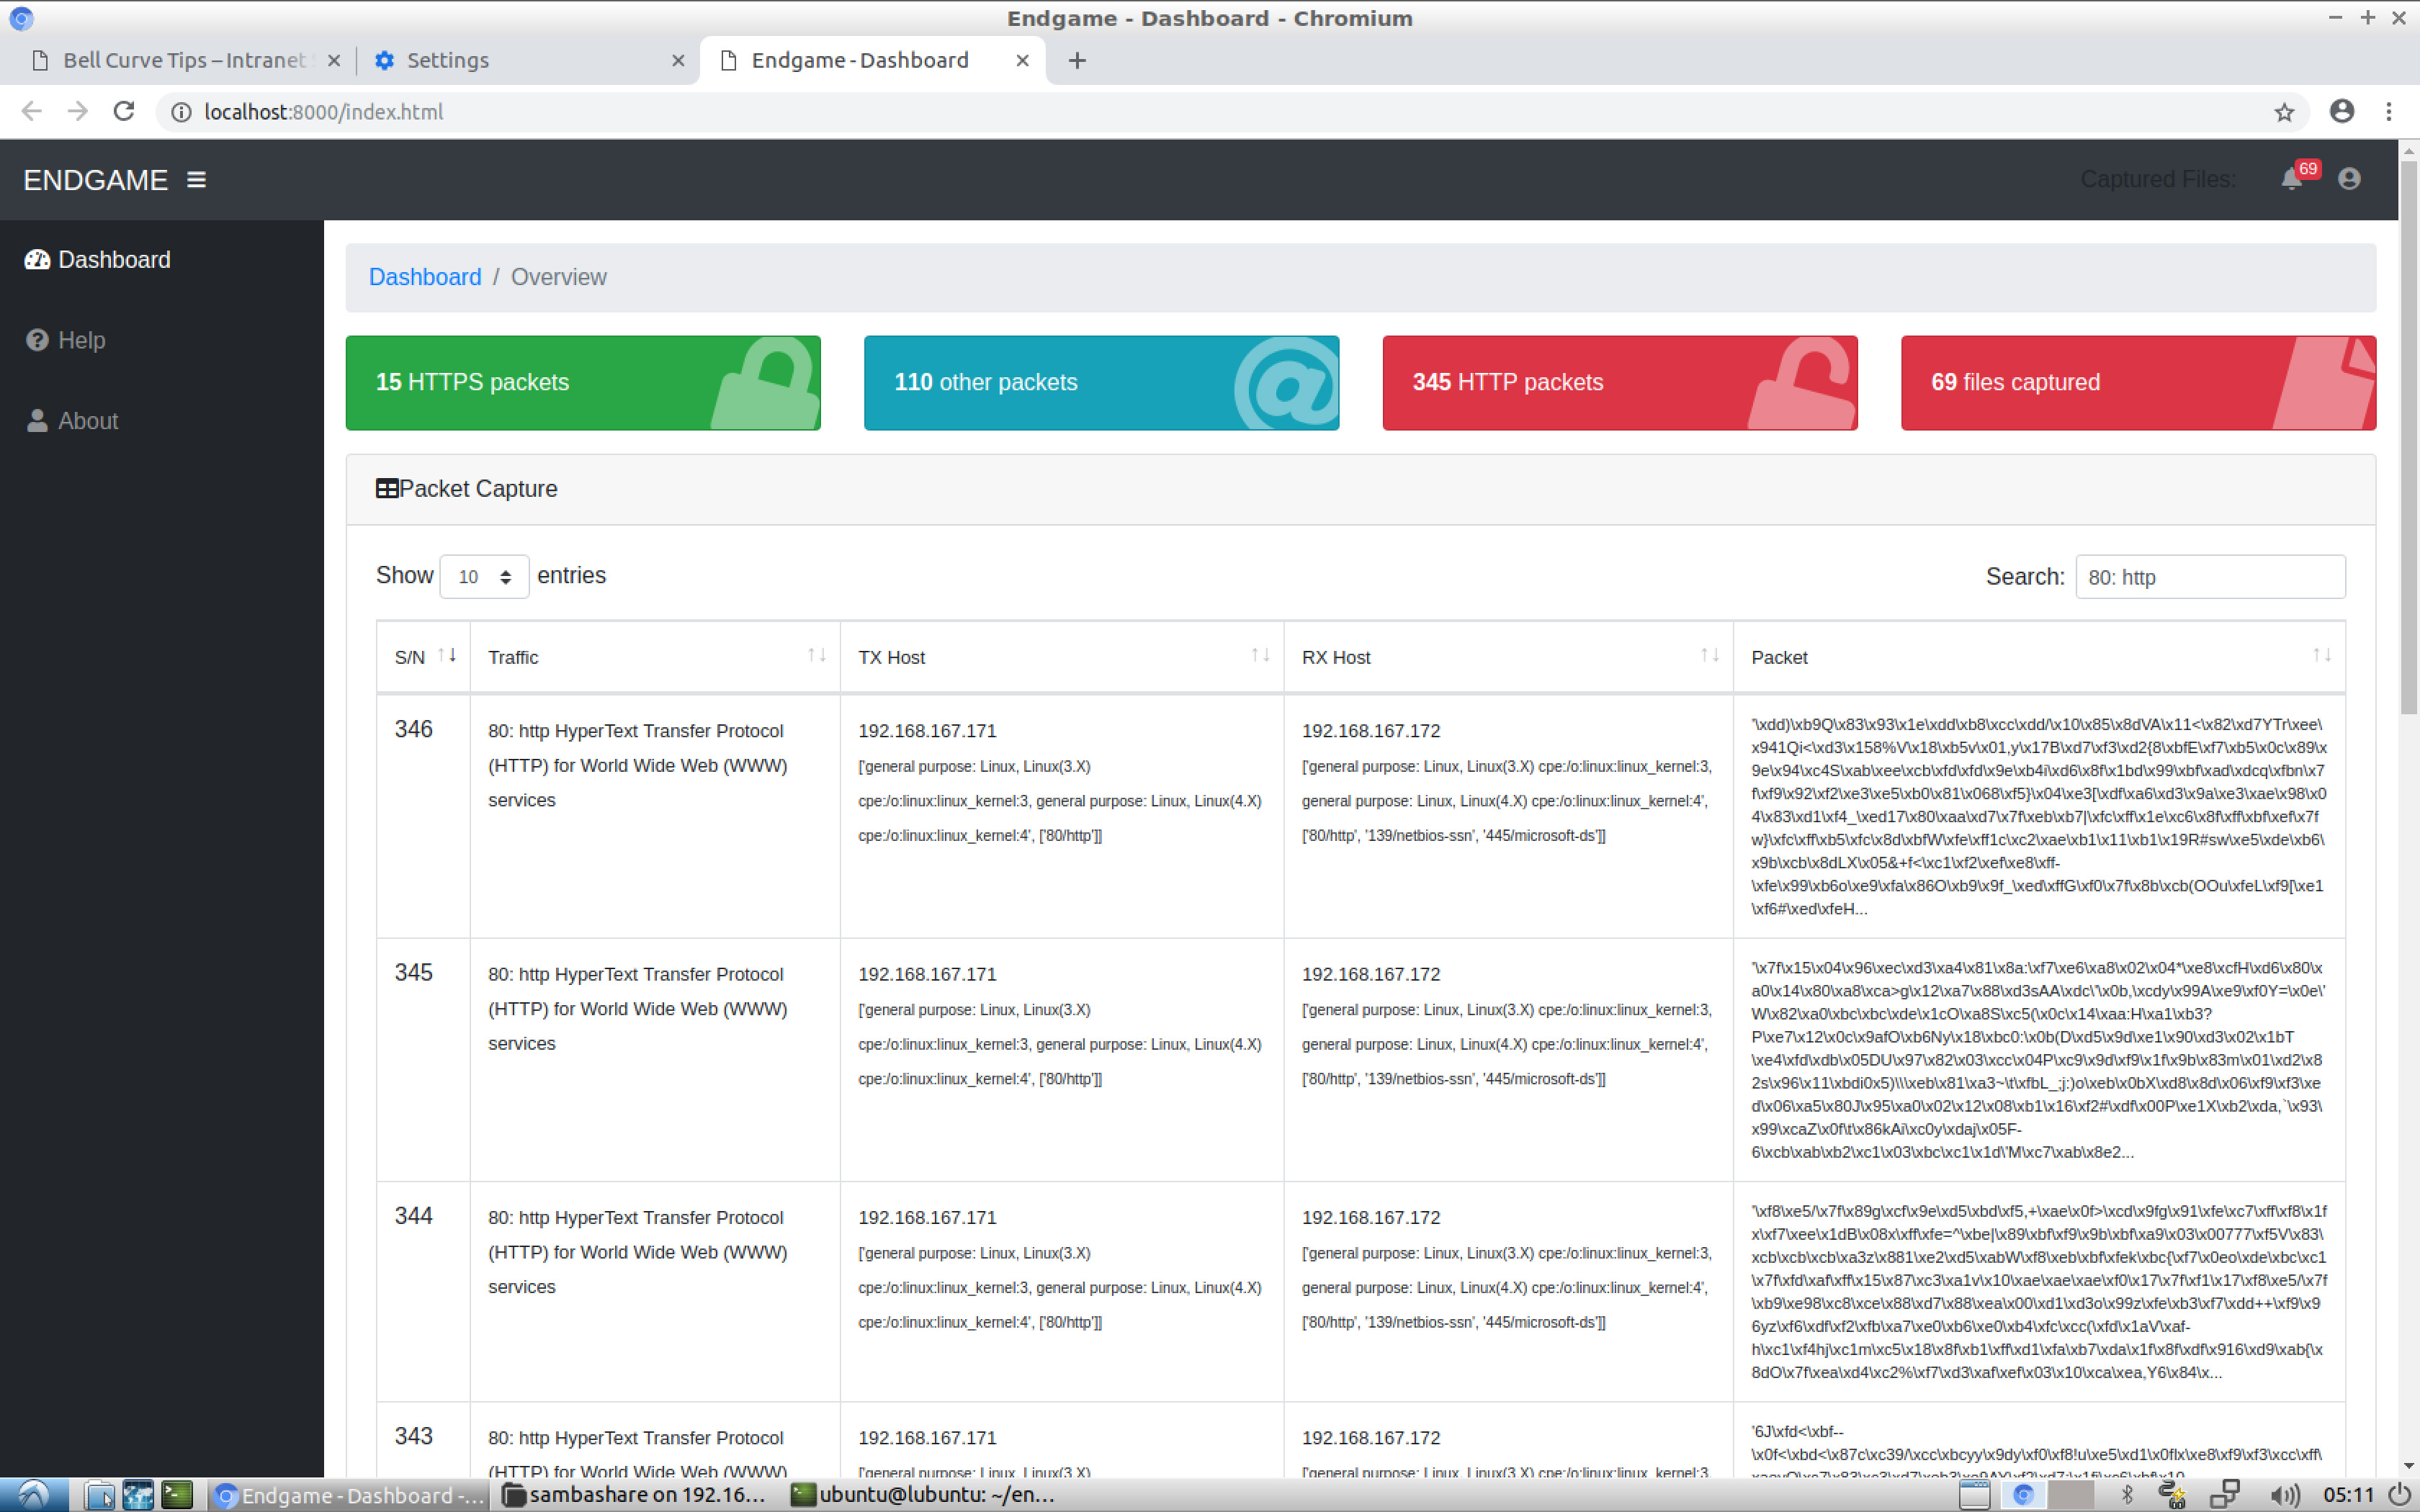 Endgame - Dashboard - Chromium
Bell Curve Tips – Intranet
Settings
Endgame - Dashboard
localhost:8000/index.html
ENDGAME
Captured Files:
69
Dashboard
Help
About
Dashboard / Overview
15 HTTPS packets
110 other packets
345 HTTP packets
69 files captured
Packet Capture
Show 10 entries
Search: 80: http
S/N
Traffic
TX Host
RX Host
Packet
346
80: http HyperText Transfer Protocol
(HTTP) for World Wide Web (WWW)
services
192.168.167.171
['general purpose: Linux, Linux(3.X)
cpe:/o:linux:linux_kernel:3, general purpose: Linux, Linux(4.X)
cpe:/o:linux:linux_kernel:4', ['80/http']]
192.168.167.172
['general purpose: Linux, Linux(3.X) cpe:/o:linux:linux_kernel:3,
general purpose: Linux, Linux(4.X) cpe:/o:linux:linux_kernel:4',
['80/http', '139/netbios-ssn', '445/microsoft-ds']]
'\xdd)\xb9Q\x83\x93\x1e\xdd\xb8\xcc\xdd/\x10\x85\x8dVA\x11<\x82\xd7YTr\xee\
x941Qi<\xd3\x158%V\x18\xb5v\x01,y\x17B\xd7\xf3\xd2{8\xbfE\xf7\xb5\x0c\x89\x
9e\x94\xc4S\xab\xee\xcb\xfd\xfd\x9e\xb4i\xd6\x8f\x1bd\x99\xbf\xad\xdcq\xfbn\x7
f\xf9\x92\xf2\xe3\xe5\xb0\x81\x068\xf5}\x04\xe3[\xdf\xa6\xd3\x9a\xe3\xae\x98\x0
4\x83\xd1\xf4_\xed17\x80\xaa\xd7\x7f\xeb\xb7|\xfc\xff\x1e\xc6\x8f\xff\xbf\xef\x7f
w}\xfc\xff\xb5\xfc\x8d\xbfW\xfe\xff1c\xc2\xae\xb1\x11\xb1\x19R#sw\xe5\xde\xb6\
x9b\xcb\x8dLX\x05&+f<\xc1\xf2\xef\xe8\xff-
\xfe\x99\xb6o\xe9\xfa\x86O\xb9\x9f_\xed\xffG\xf0\x7f\x8b\xcb(OOu\xfeL\xf9[\xe1
\xf6#\xed\xfeH...
345
80: http HyperText Transfer Protocol
(HTTP) for World Wide Web (WWW)
services
192.168.167.171
['general purpose: Linux, Linux(3.X)
cpe:/o:linux:linux_kernel:3, general purpose: Linux, Linux(4.X)
cpe:/o:linux:linux_kernel:4', ['80/http']]
192.168.167.172
['general purpose: Linux, Linux(3.X) cpe:/o:linux:linux_kernel:3,
general purpose: Linux, Linux(4.X) cpe:/o:linux:linux_kernel:4',
['80/http', '139/netbios-ssn', '445/microsoft-ds']]
'\x7f\x15\x04\x96\xec\xd3\xa4\x81\x8a:\xf7\xe6\xa8\x02\x04*\xe8\xcfH\xd6\x80\x
a0\x14\x80\xa8\xca>g\x12\xa7\x88\xd3sAA\xdc\'\x0b,\xcdy\x99A\xe9\xf0Y=\x0e\'
W\x82\xa0\xbc\xbc\xde\x1cO\xa8S\xc5(\x0c\x14\xaa:H\xa1\xb3?
P\xe7\x12\x0c\x9afO\xb6Ny\x18\xbc0:\x0b(D\xd5\x9d\xe1\x90\xd3\x02\x1bT
\xe4\xfd\xdb\x05DU\x97\x82\x03\xcc\x04P\xc9\x9d\xf9\x1f\x9b\x83m\x01\xd2\x8
2s\x96\x11\xbdi0x5)\\\xeb\x81\xa3~\t\xfbL_;j:)o\xeb\x0bX\xd8\x8d\x06\xf9\xf3\xe
d\x06\xa5\x80J\x95\xa0\x02\x12\x08\xb1\x16\xf2#\xdf\x00P\xe1X\xb2\xda,`\x93\
x99\xcaZ\x0f\t\x86kAi\xc0y\xdaj\x05F-
6\xcb\xab\xb2\xc1\x03\xbc\xc1\x1d\'M\xc7\xab\x8e2...
344
80: http HyperText Transfer Protocol
(HTTP) for World Wide Web (WWW)
services
192.168.167.171
['general purpose: Linux, Linux(3.X)
cpe:/o:linux:linux_kernel:3, general purpose: Linux, Linux(4.X)
cpe:/o:linux:linux_kernel:4', ['80/http']]
192.168.167.172
['general purpose: Linux, Linux(3.X) cpe:/o:linux:linux_kernel:3,
general purpose: Linux, Linux(4.X) cpe:/o:linux:linux_kernel:4',
['80/http', '139/netbios-ssn', '445/microsoft-ds']]
'\xf8\xe5/\x7f\x89g\xcf\x9e\xd5\xbd\xf5,+\xae\x0f>\xcd\x9fg\x91\xfe\xc7\xff\xf8\x1f
x\xf7\xee\x1dB\x08x\xff\xfe=^\xbe|\x89\xbf\xf9\x9b\xbf\xa9\x03\x00777\xf5V\x83\
xcb\xcb\xcb\xa3z\x881\xe2\xd5\xabW\xf8\xeb\xbf\xfek\xbc{\xf7\x0eo\xde\xbc\xc1
\x7f\xfd\xaf\xff\x15\x87\xc3\xa1v\x10\xae\xae\xae\xf0\x17\x7f\xf1\x17\xf8\xe5/\x7f
\xb9\xe98\xc8\xce\x88\xd7\x88\xea\x00\xd1\xd3o\x99z\xfe\xb3\xf7\xdd++\xf9\x9
6yz\xf6\xdf\xf2\xfb\xa7\xe0\xb6\xe0\xb4\xfc\xcc(\xfd\x1aV\xaf-
h\xc1\xf4hj\xc1m\xc5\x18\x8f\xb1\xff\xd1\xfa\xb7\xda\x1f\x8f\xdf\x916\xd9\xab{\x
8dO\x7f\xea\xd4\xc2%\xf7\xd3\xaf\xef\x03\x10\xca\xea,Y6\x84\x...
343
80: http HyperText Transfer Protocol
(HTTP) for World Wide Web (WWW)
192.168.167.171
['general purpose: Linux, Linux(3.X)
192.168.167.172
['general purpose: Linux, Linux(3.X) cpe:/o:linux:linux_kernel:3,
'6J\xfd<\xbf--
\x0f<\xbd<\x87c\xc39/\xcc\xbcyy\x9dy\xf0\xf8!u\xe5\xd1\x0flx\xe8\xf9\xf3\xcc\xff\
Endgame - Dashboard -...
sambashare on 192.16...
ubuntu@lubuntu: ~/en...
05:11